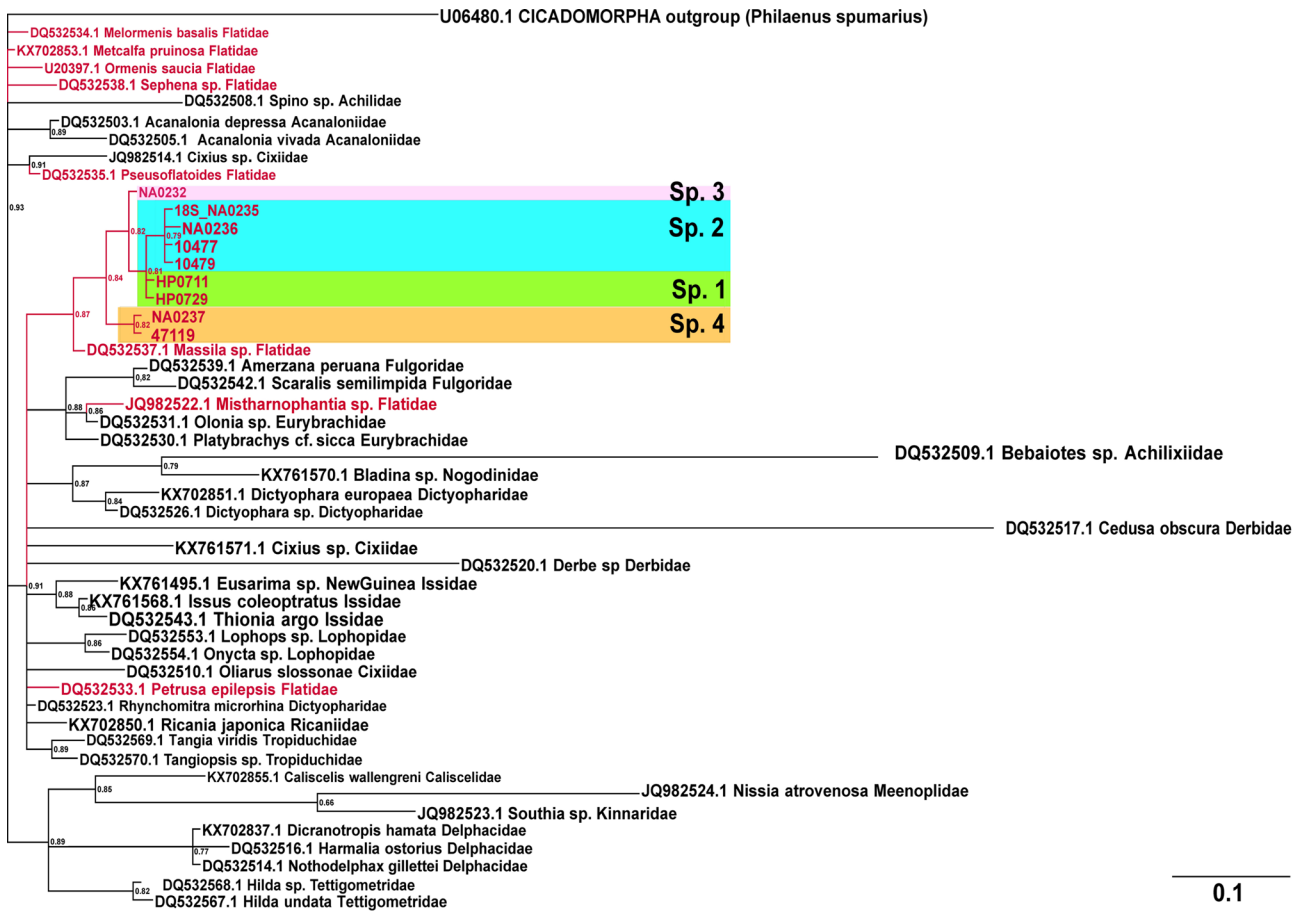 U06480.1 CICADOMORPHA outgroup (Philaenus spumarius)
DQ532534.1 Melormenis basalis Flatidae
KX702853.1 Metcalfa pruinosa Flatidae
U20397.1 Ormenis saucia Flatidae
DQ532538.1 Sephena sp. Flatidae
DQ532508.1 Spino sp. Achilidae
DQ532503.1 Acanalonia depressa Acanaloniidae
0.89
DQ532505.1 Acanalonia vivada Acanaloniidae
JQ982514.1 Cixius sp. Cixiidae
0.91
DQ532535.1 Pseusoflatoides Flatidae
NA0232
Sp. 3
0.93
18S_NA0235
NA0236
Sp. 2
0.82
0.79
10477
10479
0.81
0.84
HP0711
Sp. 1
HP0729
0.87
NA0237
0.82
Sp. 4
47119
DQ532537.1 Massila sp. Flatidae
DQ532539.1 Amerzana peruana Fulgoridae
0,82
DQ532542.1 Scaralis semilimpida Fulgoridae
JQ982522.1 Mistharnophantia sp. Flatidae
0.88
0.86
DQ532531.1 Olonia sp. Eurybrachidae
DQ532530.1 Platybrachys cf. sicca Eurybrachidae
DQ532509.1 Bebaiotes sp. Achilixiidae
0.79
KX761570.1 Bladina sp. Nogodinidae
0.87
KX702851.1 Dictyophara europaea Dictyopharidae
0.84
DQ532526.1 Dictyophara sp. Dictyopharidae
DQ532517.1 Cedusa obscura Derbidae
KX761571.1 Cixius sp. Cixiidae
DQ532520.1 Derbe sp Derbidae
0.91
KX761495.1 Eusarima sp. NewGuinea Issidae
0.88
KX761568.1 Issus coleoptratus Issidae
0.86
DQ532543.1 Thionia argo Issidae
DQ532553.1 Lophops sp. Lophopidae
0.86
DQ532554.1 Onycta sp. Lophopidae
DQ532510.1 Oliarus slossonae Cixiidae
DQ532533.1 Petrusa epilepsis Flatidae
DQ532523.1 Rhynchomitra microrhina Dictyopharidae
KX702850.1 Ricania japonica Ricaniidae
DQ532569.1 Tangia viridis Tropiduchidae
0.89
DQ532570.1 Tangiopsis sp. Tropiduchidae
KX702855.1 Caliscelis wallengreni Caliscelidae
0.85
JQ982524.1 Nissia atrovenosa Meenoplidae
0.66
JQ982523.1 Southia sp. Kinnaridae
KX702837.1 Dicranotropis hamata Delphacidae
0.89
DQ532516.1 Harmalia ostorius Delphacidae
0.77
DQ532514.1 Nothodelphax gillettei Delphacidae
DQ532568.1 Hilda sp. Tettigometridae
0.82
DQ532567.1 Hilda undata Tettigometridae
0.1